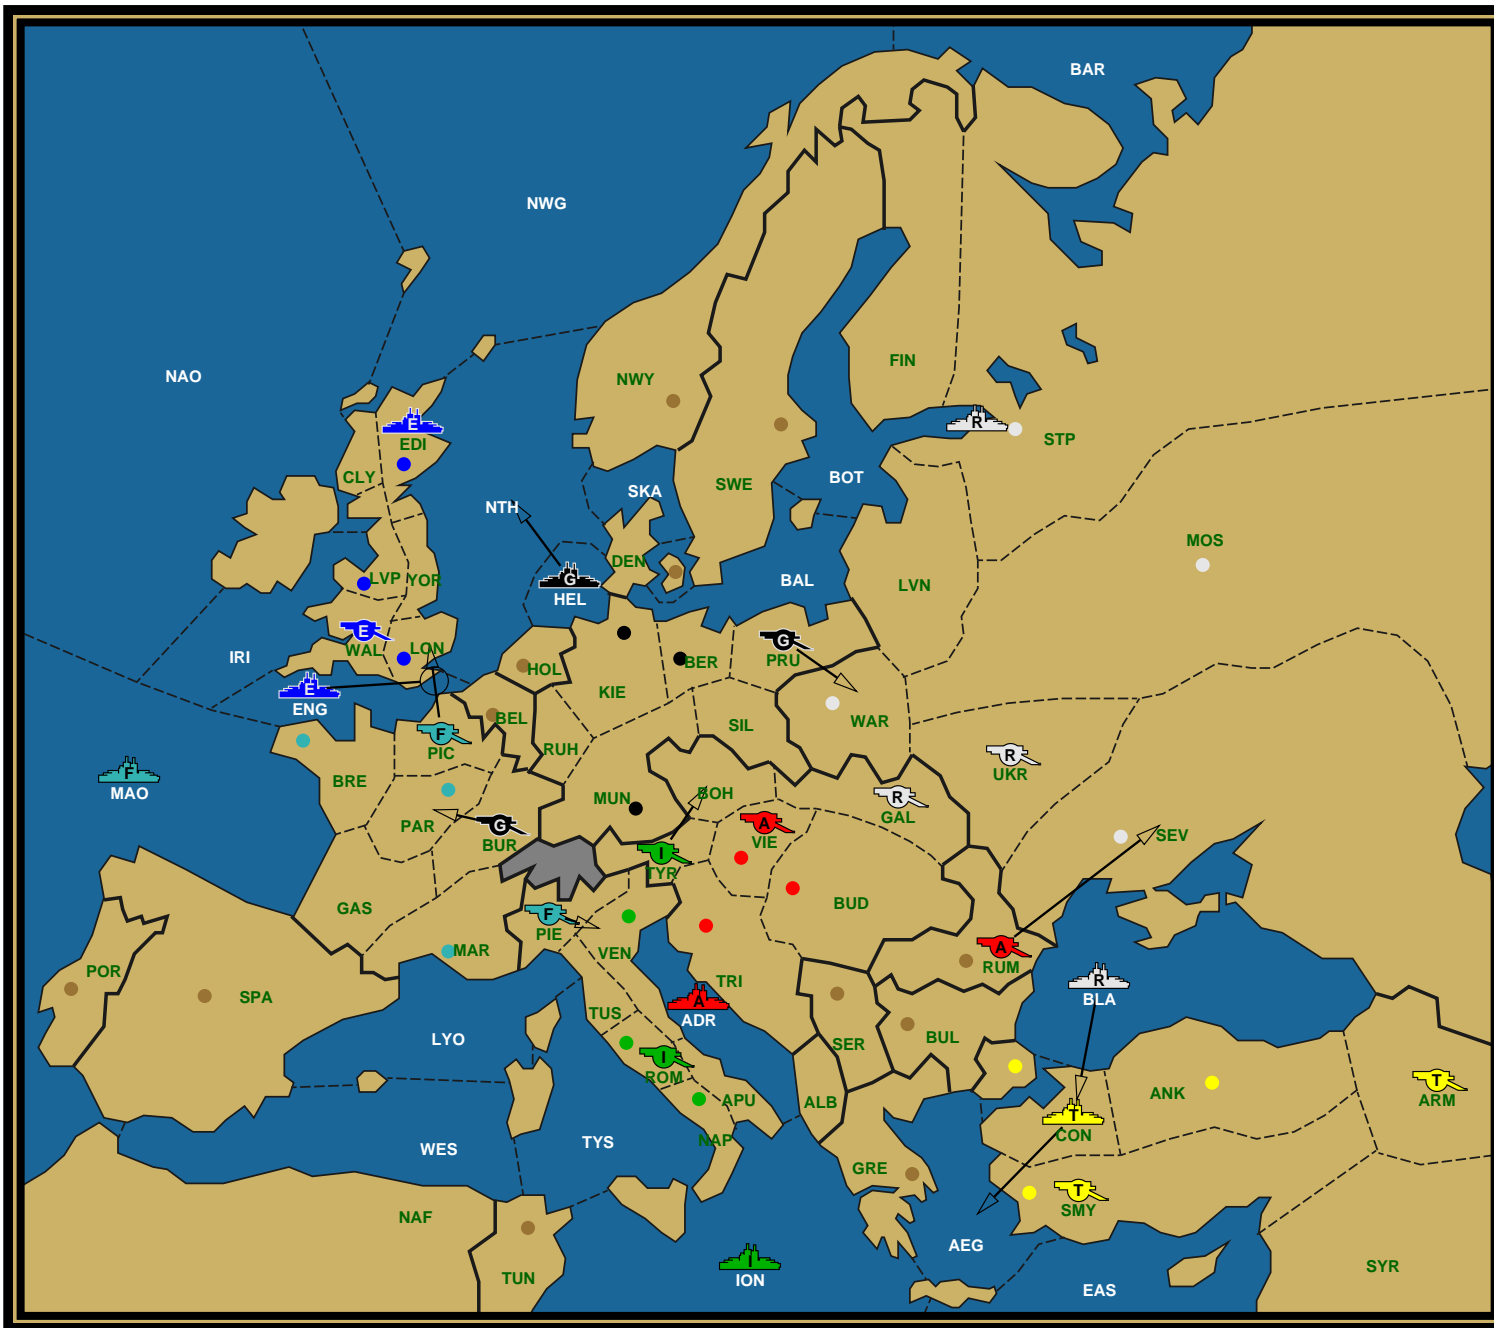 BAR
NWG
NAO
FIN
NWY
E
R
STP
EDI
CLY
SWE
BOT
SKA
NTH
MOS
DEN
G
HEL
BAL
LVN
LVP YOR
E
WAL
LON
G
PRU
IRI
HOL
BER
KIE
E
ENG
BEL
WAR
SIL
F
PIC
RUH
R
UKR
F
MAO
BRE
BOH
MUN
R
GAL
PAR
G
BUR
A
VIE
SEV
I
TYR
BUD
GAS
F
PIE
VEN
MAR
A
RUM
POR
SPA
TRI
R
BLA
A
ADR
TUS
LYO
BUL
SER
I
ROM
T
ARM
ANK
APU
ALB
T
CON
NAP
TYS
WES
GRE
T
SMY
NAF
AEG
I
ION
TUN
SYR
EAS